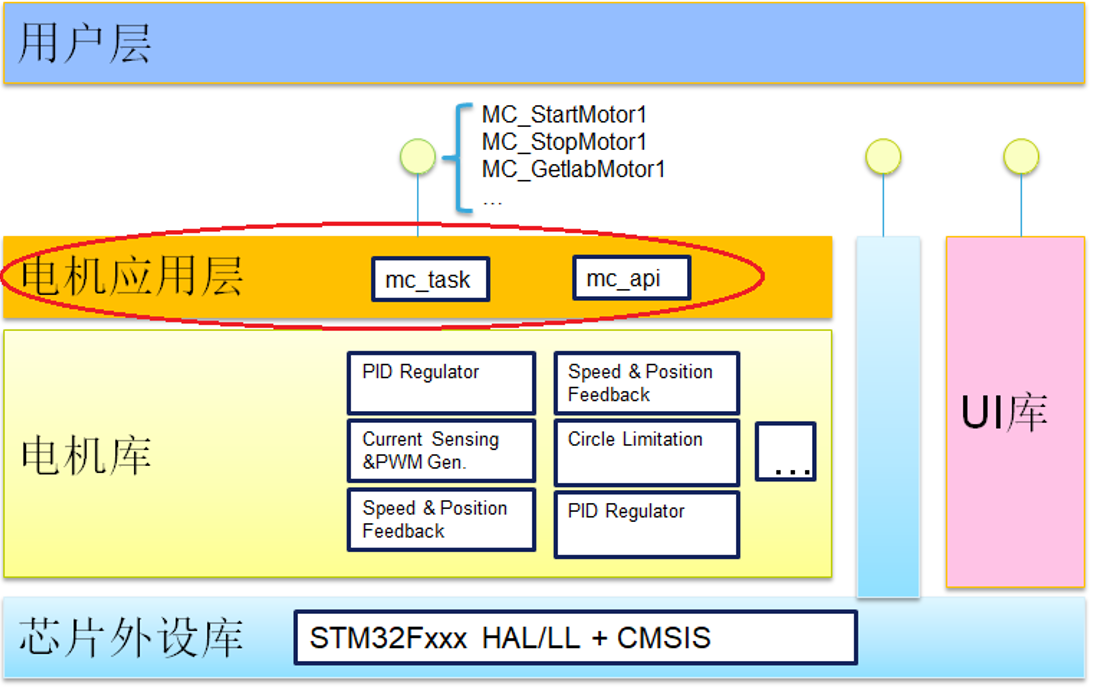 用户层
MC_StartMotor1
MC_StopMotor1
MC_GetlabMotor1
...
电机应用层
mc_task
mc_api
电机库
PID Regulator
Speed & Position
Feedback
Current Sensing
&PWM Gen.
Circle Limitation
...
Speed & Position
Feedback
PID Regulator
UI库
芯片外设库
STM32Fxxx HAL/LL + CMSIS